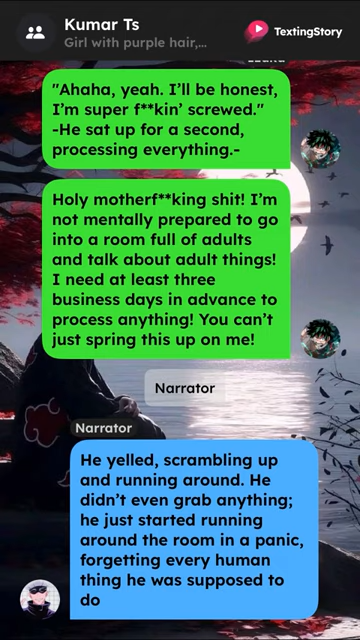 Kumar Ts
Girl with purple hair,...
TextingStory
"Ahaha, yeah. I’ll be honest,
I’m super f**kin’ screwed."
-He sat up for a second,
processing everything.-
Holy motherf**king shit! I’m
not mentally prepared to go
into a room full of adults
and talk about adult things!
I need at least three
business days in advance to
process anything! You can’t
just spring this up on me!
Narrator
Narrator
He yelled, scrambling up
and running around. He
didn’t even grab anything;
he just started running
around the room in a panic,
forgetting every human
thing he was supposed to
do